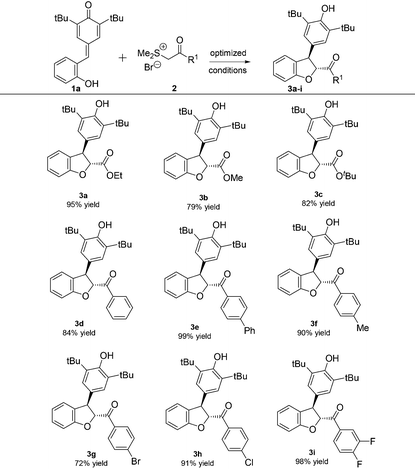 O
tBu
tBu
OH
1a
+
Me2S+
Br−
O
R1
2
optimized
conditions
OH
tBu
tBu
O
O
R1
3a-i
OH
tBu
tBu
O
O
OEt
3a
95% yield
OH
tBu
tBu
O
O
OMe
3b
79% yield
OH
tBu
tBu
O
O
OtBu
3c
82% yield
OH
tBu
tBu
O
O
3d
84% yield
OH
tBu
tBu
O
O
Ph
3e
99% yield
OH
tBu
tBu
O
O
Me
3f
90% yield
OH
tBu
tBu
O
O
Br
3g
72% yield
OH
tBu
tBu
O
O
Cl
3h
91% yield
OH
tBu
tBu
O
O
F
F
3i
98% yield